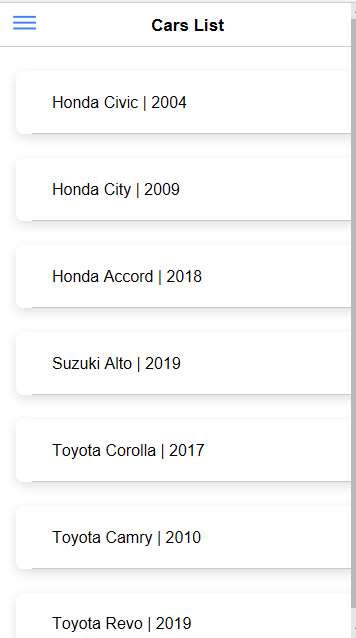 Cars List
Honda Civic | 2004
Honda City | 2009
Honda Accord | 2018
Suzuki Alto | 2019
Toyota Corolla | 2017
Toyota Camry | 2010
Toyota Revo | 2019